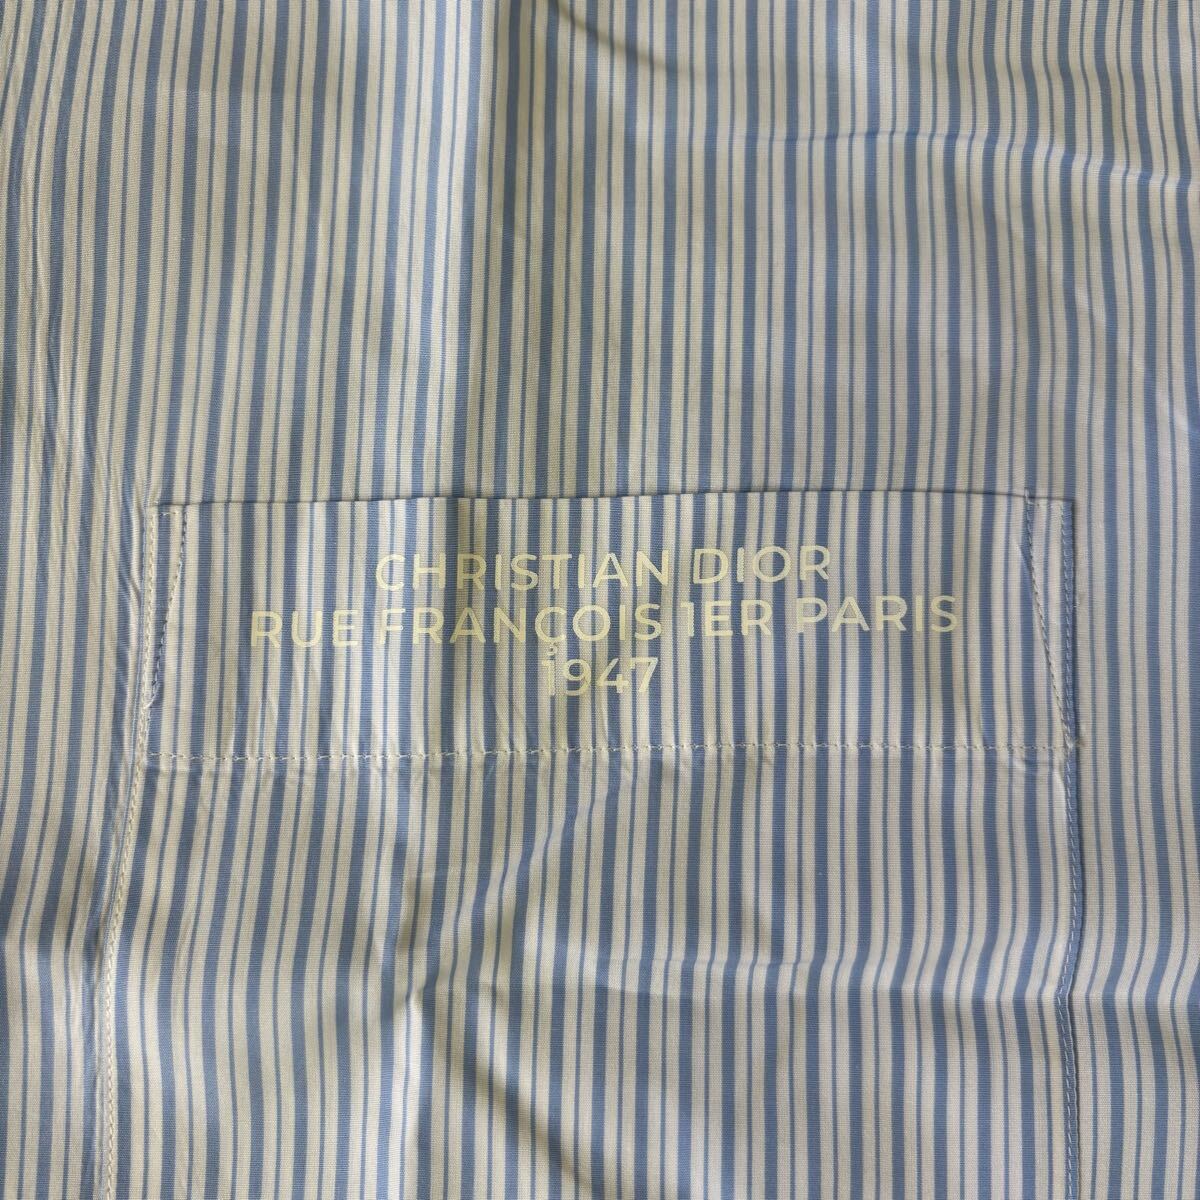 CHRISTIAN DIOR
RUE FRANÇOIS 1ER PARIS
1947